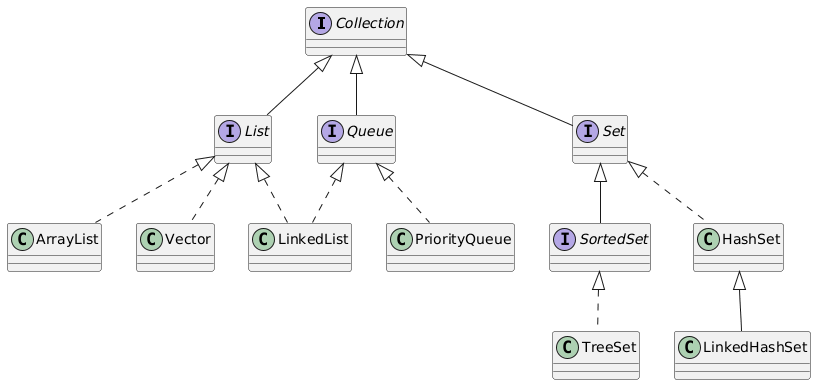 I Collection
I List
I Queue
I Set
C ArrayList
C Vector
C LinkedList
C PriorityQueue
I SortedSet
C HashSet
C TreeSet
C LinkedHashSet